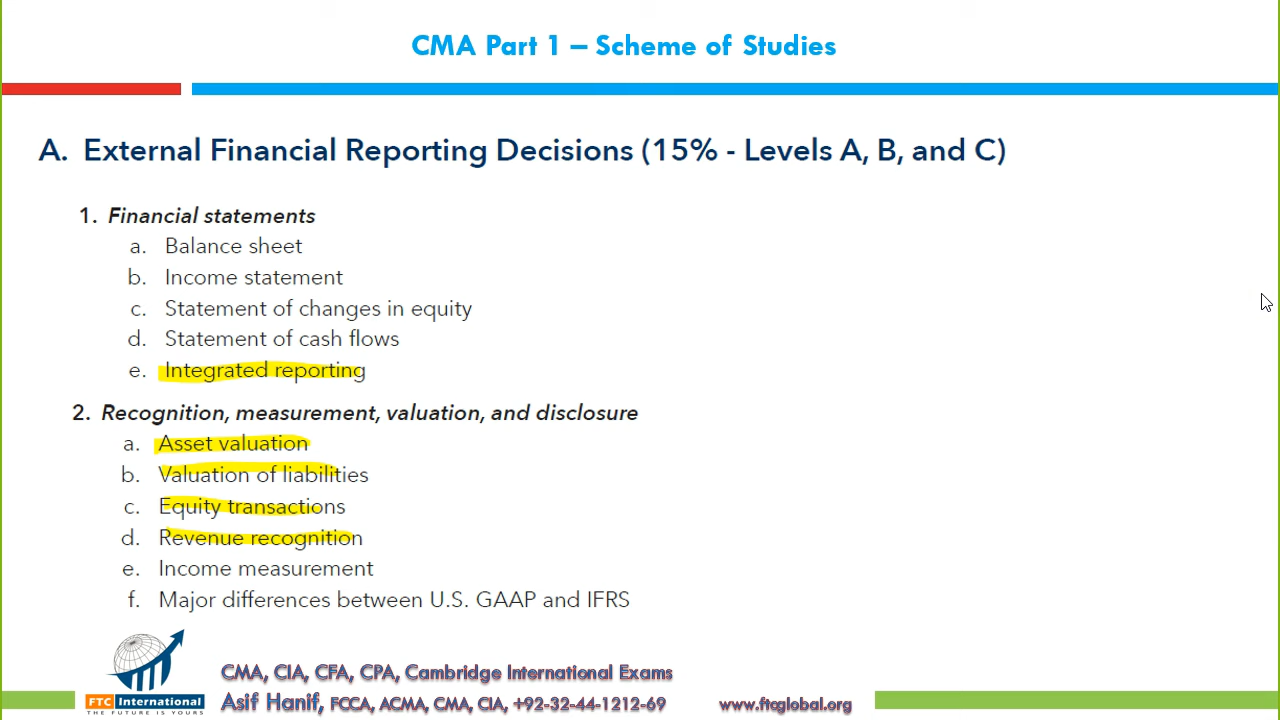 CMA Part 1 – Scheme of Studies
A. External Financial Reporting Decisions (15% - Levels A, B, and C)
1. Financial statements
a. Balance sheet
b. Income statement
c. Statement of changes in equity
d. Statement of cash flows
e. Integrated reporting
2. Recognition, measurement, valuation, and disclosure
a. Asset valuation
b. Valuation of liabilities
c. Equity transactions
d. Revenue recognition
e. Income measurement
f. Major differences between U.S. GAAP and IFRS
FTC International
THE FUTURE IS YOURS
CMA, CIA, CFA, CPA, Cambridge International Exams
Asif Hanif, FCCA, ACMA, CMA, CIA, +92-32-44-1212-69
www.ftcglobal.org